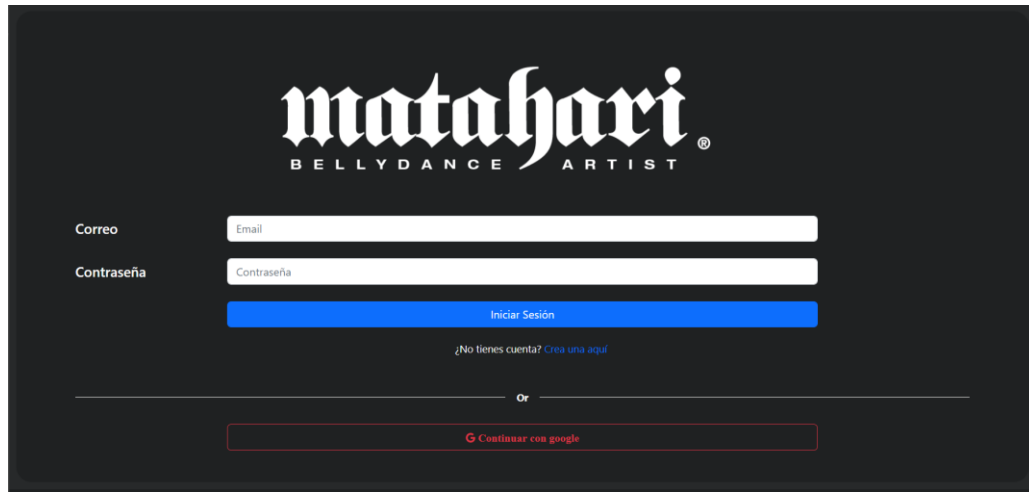 matahari®
BELLYDANCE ARTIST
Correo
Email
Contraseña
Contraseña
Iniciar Sesión
¿No tienes cuenta? Crea una aquí
Or
G Continuar con google